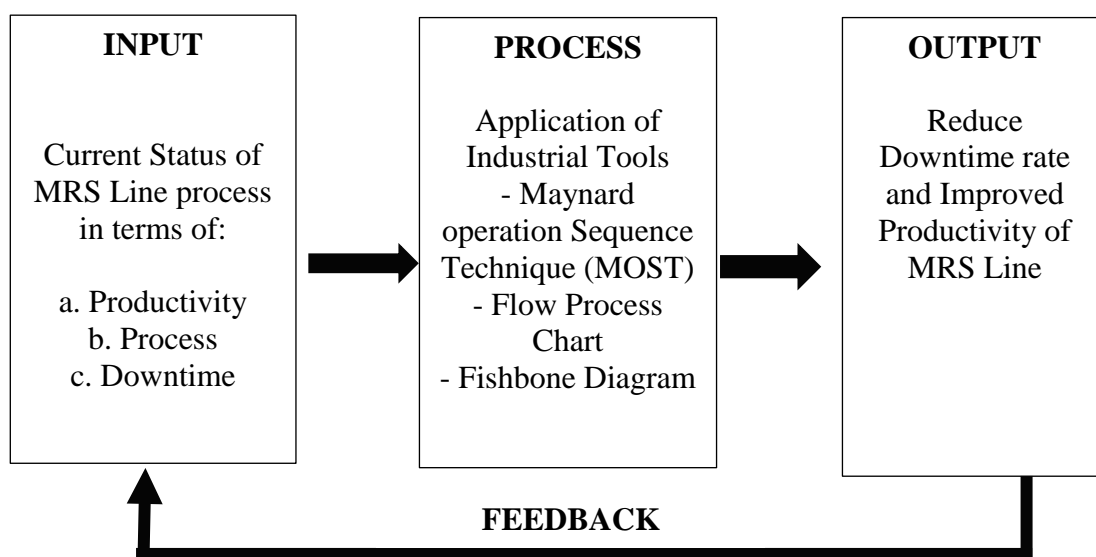 INPUT
Current Status of
MRS Line process
in terms of:
a. Productivity
b. Process
c. Downtime
PROCESS
Application of
Industrial Tools
- Maynard
operation Sequence
Technique (MOST)
- Flow Process
Chart
- Fishbone Diagram
OUTPUT
Reduce
Downtime rate
and Improved
Productivity of
MRS Line
FEEDBACK